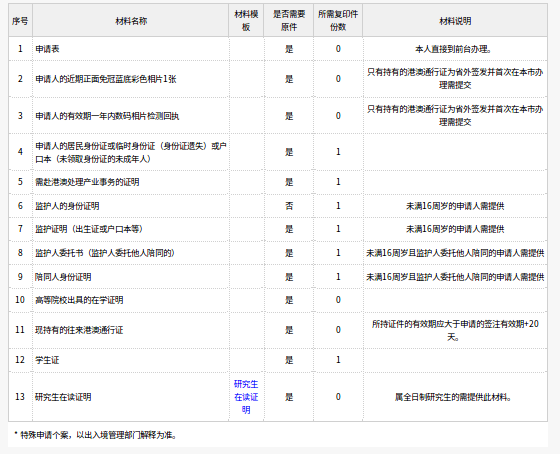 序号 材料名称 材料模板 是否需要原件 所需复印件份数 材料说明
1 申请表 是 0 本人直接到前台办理。
2 申请人的近期正面免冠蓝底彩色相片1张 是 0 只有持有的港澳通行证为省外签发并首次在本市办理需提交
3 申请人的有效期一年内数码相片检测回执 是 0 只有持有的港澳通行证为省外签发并首次在本市办理需提交
4 申请人的居民身份证或临时身份证（身份证遗失）或户口本（未领取身份证的未成年人） 是 1
5 需赴港澳处理产业事务的证明 是 1
6 监护人的身份证明 否 1 未满16周岁的申请人需提供
7 监护证明（出生证或户口本等） 是 1 未满16周岁的申请人需提供
8 监护人委托书（监护人委托他人陪同的） 是 1 未满16周岁且监护人委托他人陪同的申请人需提供
9 陪同人身份证明 是 1 未满16周岁且监护人委托他人陪同的申请人需提供
10 高等院校出具的在学证明 是 0
11 现持有的往来港澳通行证 是 0 所持证件的有效期应大于申请的签注有效期+20天。
12 学生证 是 1
13 研究生在读证明 研究生在读证明 是 0 属全日制研究生的需提供此材料。
* 特殊申请个案，以出入境管理部门解释为准。